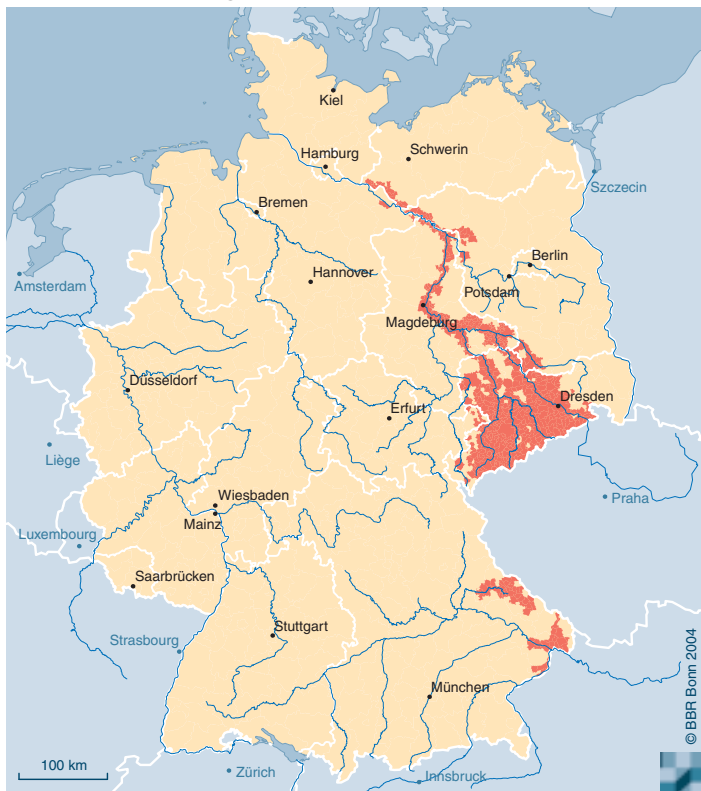 Kiel
Hamburg
Schwerin
Szczecin
Bremen
Berlin
Hannover
Potsdam
Amsterdam
Magdeburg
Düsseldorf
Dresden
Erfurt
Liège
Wiesbaden
Praha
Mainz
Luxembourg
Saarbrücken
Stuttgart
Strasbourg
München
© BBR Bonn 2004
100 km
Zürich
Innsbruck